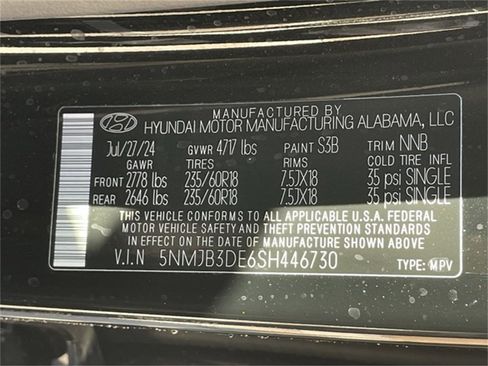 MANUFACTURED BY
HYUNDAI MOTOR MANUFACTURING ALABAMA, LLC
Jul/27/24 GVWR 4717 lbs PAINT S3B TRIM NNB
GAWR TIRES RIMS COLD TIRE INFL
FRONT 2778 lbs 235/60R18 7.5JX18 35 psi SINGLE
REAR 2646 lbs 235/60R18 7.5JX18 35 psi SINGLE
THIS VEHICLE CONFORMS TO ALL APPLICABLE U.S.A. FEDERAL
MOTOR VEHICLE SAFETY AND THEFT PREVENTION STANDARDS
IN EFFECT ON THE DATE OF MANUFACTURE SHOWN ABOVE.
V.I.N 5NMJB3DE6SH446730 TYPE: MPV